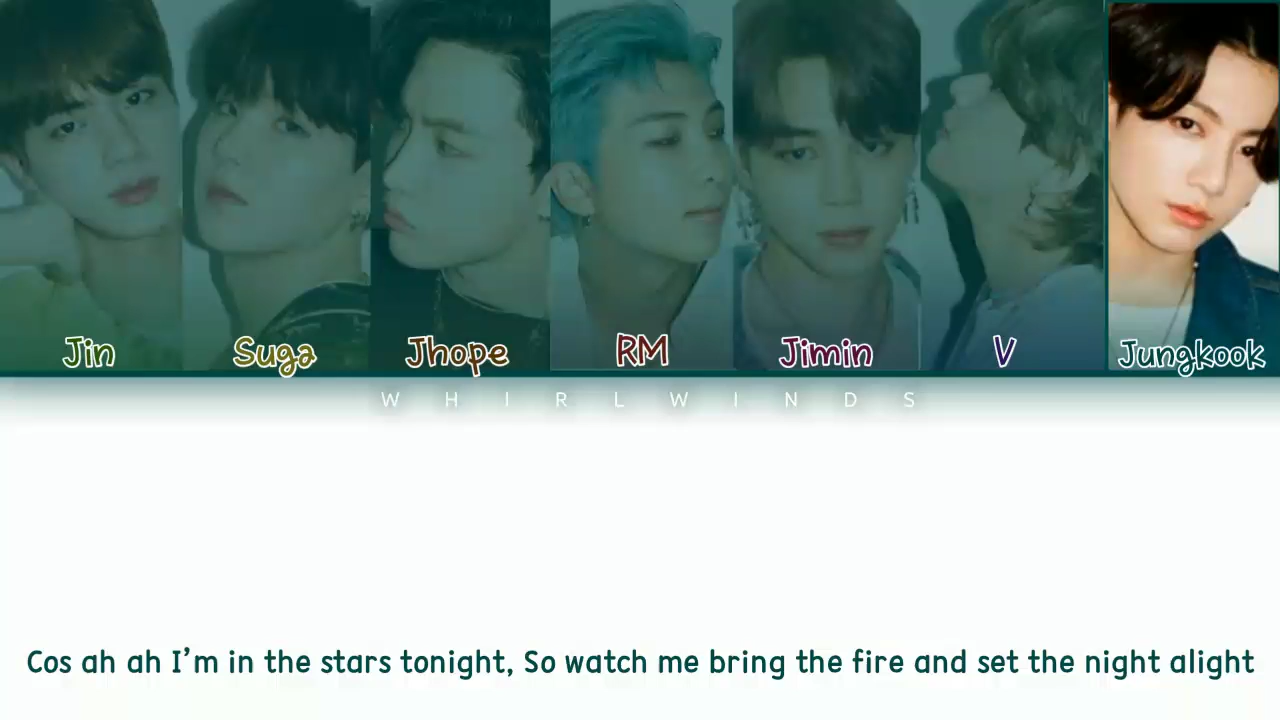 Jin Suga Jhope RM Jimin V Jungkook
W H I R L W I N D S
Cos ah ah I’m in the stars tonight, So watch me bring the fire and set the night alight